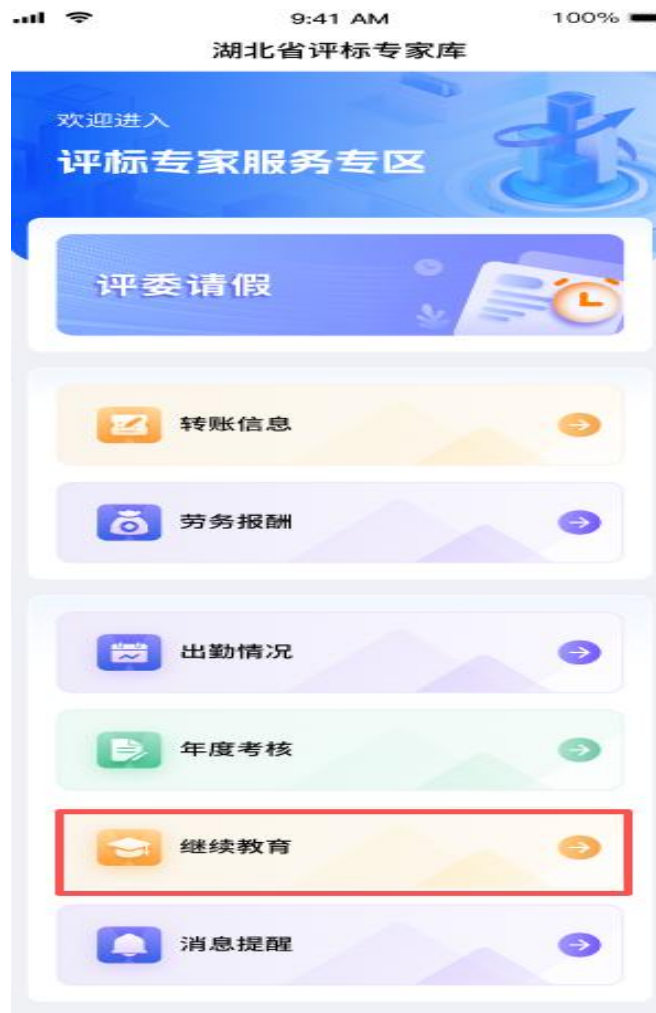 9:41 AM
100%
湖北省评标专家库
欢迎进入
评标专家服务专区
评委请假
转账信息
劳务报酬
出勤情况
年度考核
继续教育
消息提醒